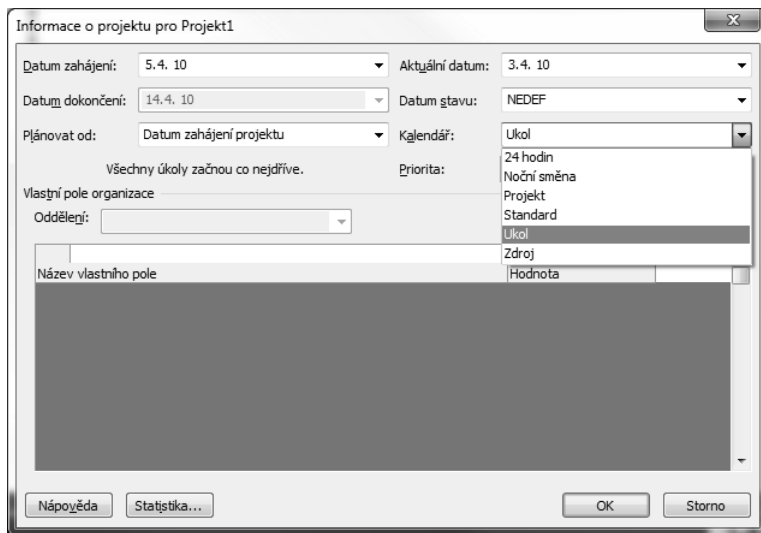 Informace o projektu pro Projekt1
Datum zahájení: 5.4. 10 Aktuální datum: 3.4. 10
Datum dokončení: 14.4. 10 Datum stavu: NEDEF
Plánovat od: Datum zahájení projektu Kalendář: Ukol
24 hodin
Všechny úkoly začnou co nejdříve. Priorita: Noční směna
Vlastní pole organizace Projekt
Oddělení: Standard
Ukol
Zdroj
Název vlastního pole Hodnota
Nápověda Statistika... OK Storno